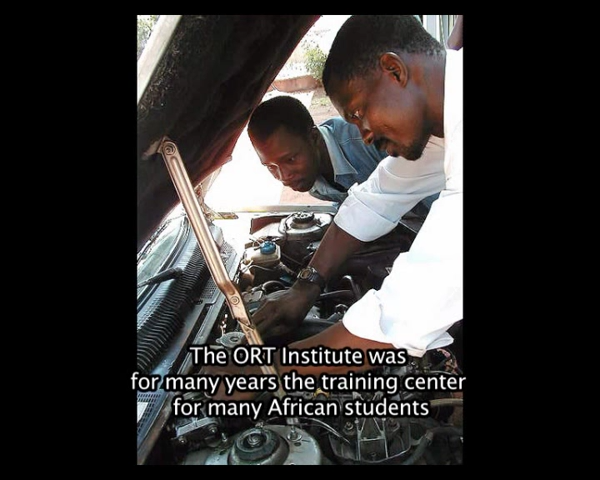 The ORT Institute was
for many years the training center
for many African students